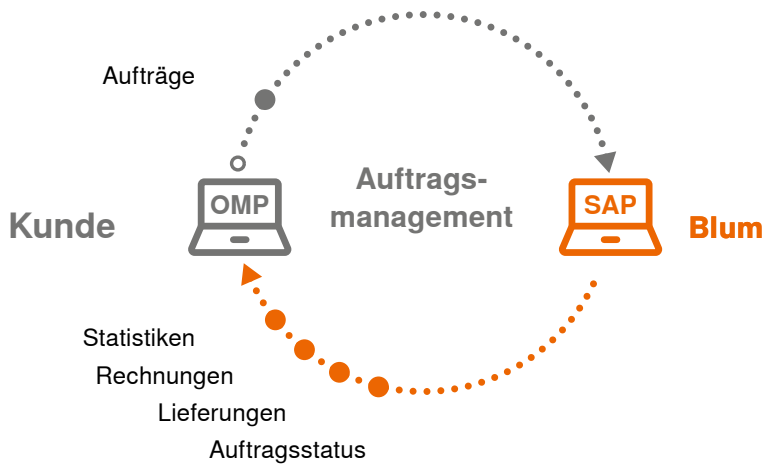 Aufträge
Auftrags-
management
OMP
SAP
Kunde
Blum
Statistiken
Rechnungen
Lieferungen
Auftragsstatus